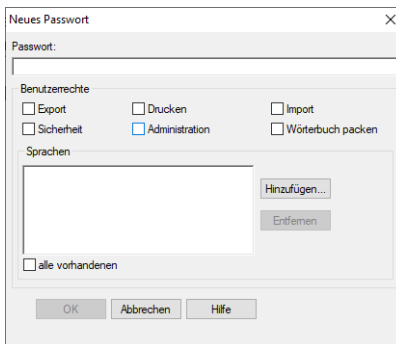 Neues Passwort
Passwort:
Benutzerrechte
Export Drucken Import
Sicherheit Administration Wörterbuch packen
Sprachen
Hinzufügen...
Entfernen
alle vorhandenen
OK Abbrechen Hilfe